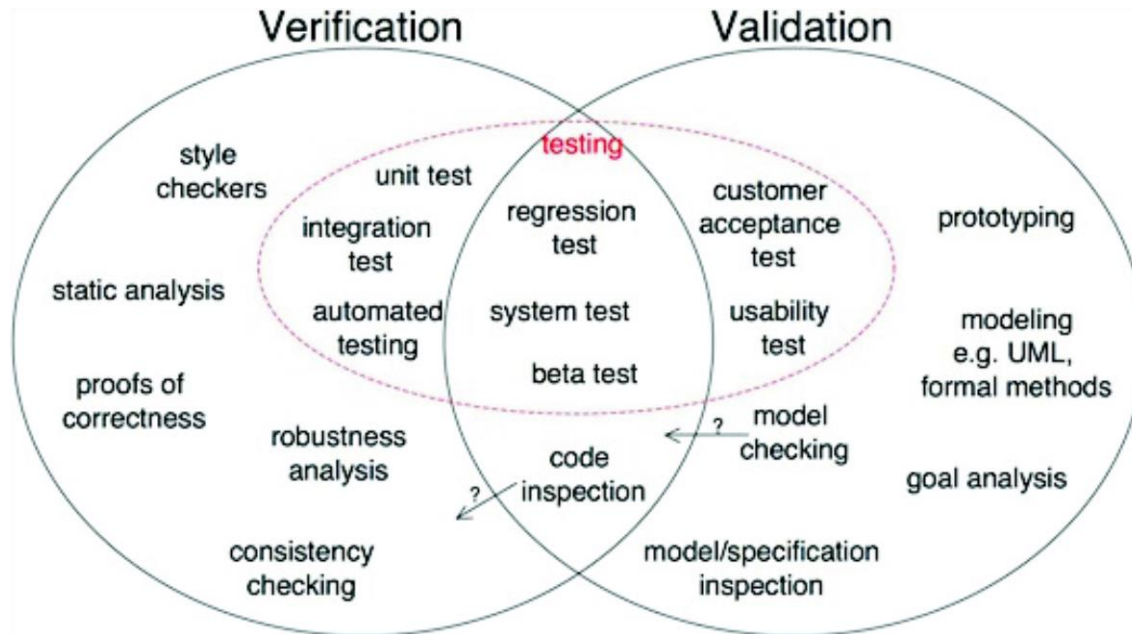 Verification
Validation
testing
style
checkers
unit test
integration
test
automated
testing
static analysis
proofs of
correctness
robustness
analysis
consistency
checking
regression
test
system test
beta test
code
inspection
?
customer
acceptance
test
usability
test
?
model
checking
model/specification
inspection
prototyping
modeling
e.g. UML,
formal methods
goal analysis